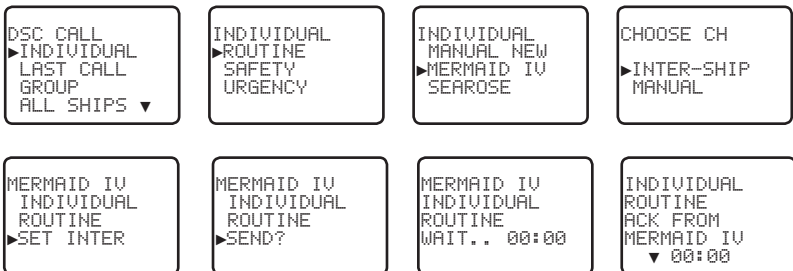 DSC CALL
►INDIVIDUAL
LAST CALL
GROUP
ALL SHIPS ▼
INDIVIDUAL
►ROUTINE
SAFETY
URGENCY
INDIVIDUAL
MANUAL NEW
►MERMAID IV
SEAROSE
CHOOSE CH
►INTER-SHIP
MANUAL
MERMAID IV
INDIVIDUAL
ROUTINE
►SET INTER
MERMAID IV
INDIVIDUAL
ROUTINE
►SEND?
MERMAID IV
INDIVIDUAL
ROUTINE
WAIT.. 00:00
INDIVIDUAL
ROUTINE
ACK FROM
MERMAID IV
▼ 00:00